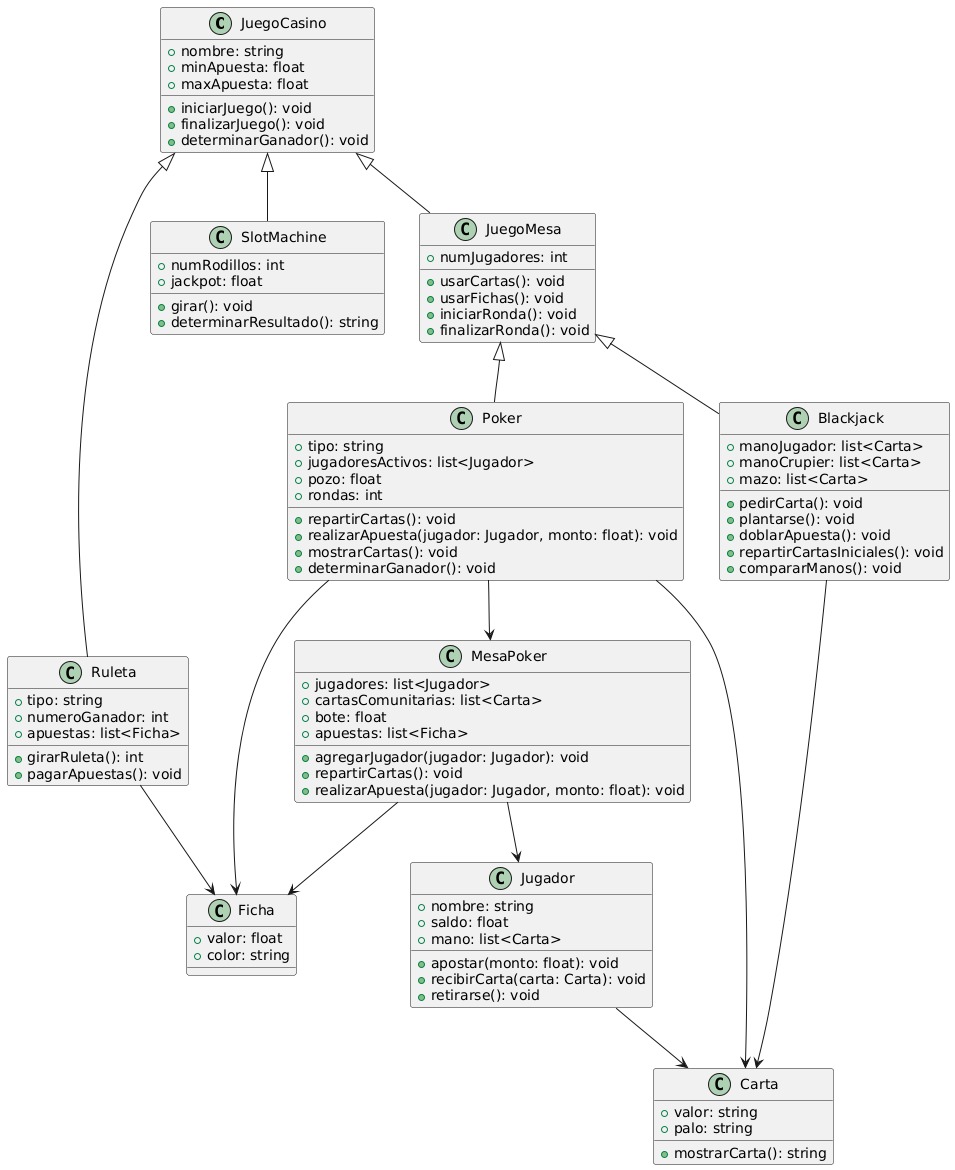 C JuegoCasino
nombre: string
minApuesta: float
maxApuesta: float
iniciarJuego(): void
finalizarJuego(): void
determinarGanador(): void
C SlotMachine
numRodillos: int
jackpot: float
girar(): void
determinarResultado(): string
C JuegoMesa
numJugadores: int
usarCartas(): void
usarFichas(): void
iniciarRonda(): void
finalizarRonda(): void
C Poker
tipo: string
jugadoresActivos: list<Jugador>
pozo: float
rondas: int
repartirCartas(): void
realizarApuesta(jugador: Jugador, monto: float): void
mostrarCartas(): void
determinarGanador(): void
C Blackjack
manoJugador: list<Carta>
manoCrupier: list<Carta>
mazo: list<Carta>
pedirCarta(): void
plantarse(): void
doblarApuesta(): void
repartirCartasIniciales(): void
compararManos(): void
C Ruleta
tipo: string
numeroGanador: int
apuestas: list<Ficha>
girarRuleta(): int
pagarApuestas(): void
C MesaPoker
jugadores: list<Jugador>
cartasComunitarias: list<Carta>
bote: float
apuestas: list<Ficha>
agregarJugador(jugador: Jugador): void
repartirCartas(): void
realizarApuesta(jugador: Jugador, monto: float): void
C Ficha
valor: float
color: string
C Jugador
nombre: string
saldo: float
mano: list<Carta>
apostar(monto: float): void
recibirCarta(carta: Carta): void
retirarse(): void
C Carta
valor: string
palo: string
mostrarCarta(): string